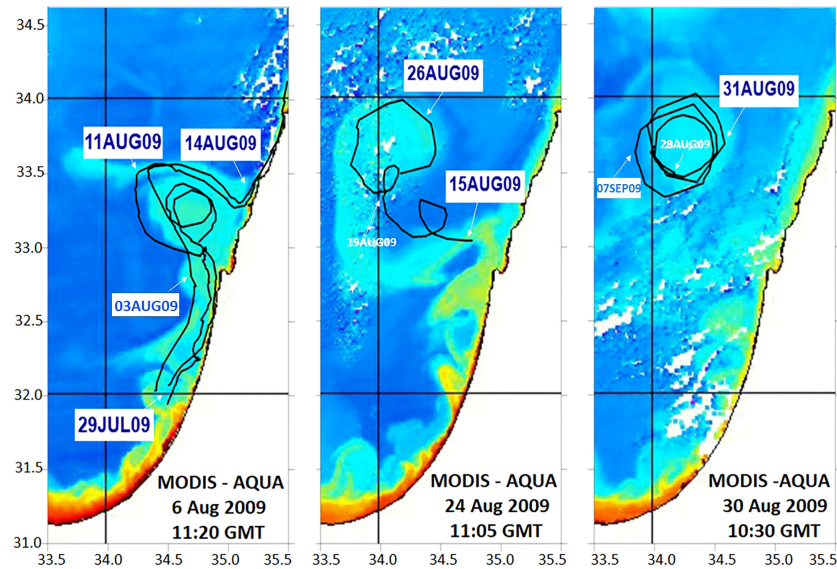 34.5
34.0
33.5
33.0
32.5
32.0
31.5
31.0
11AUG09
14AUG09
03AUG09
29JUL09
MODIS - AQUA
6 Aug 2009
11:20 GMT
33.5 34.0 34.5 35.0 35.5
26AUG09
15AUG09
19AUG09
MODIS - AQUA
24 Aug 2009
11:05 GMT
33.5 34.0 34.5 35.0 35.5
31AUG09
28AUG09
07SEP09
MODIS -AQUA
30 Aug 2009
10:30 GMT
33.5 34.0 34.5 35.0 35.5